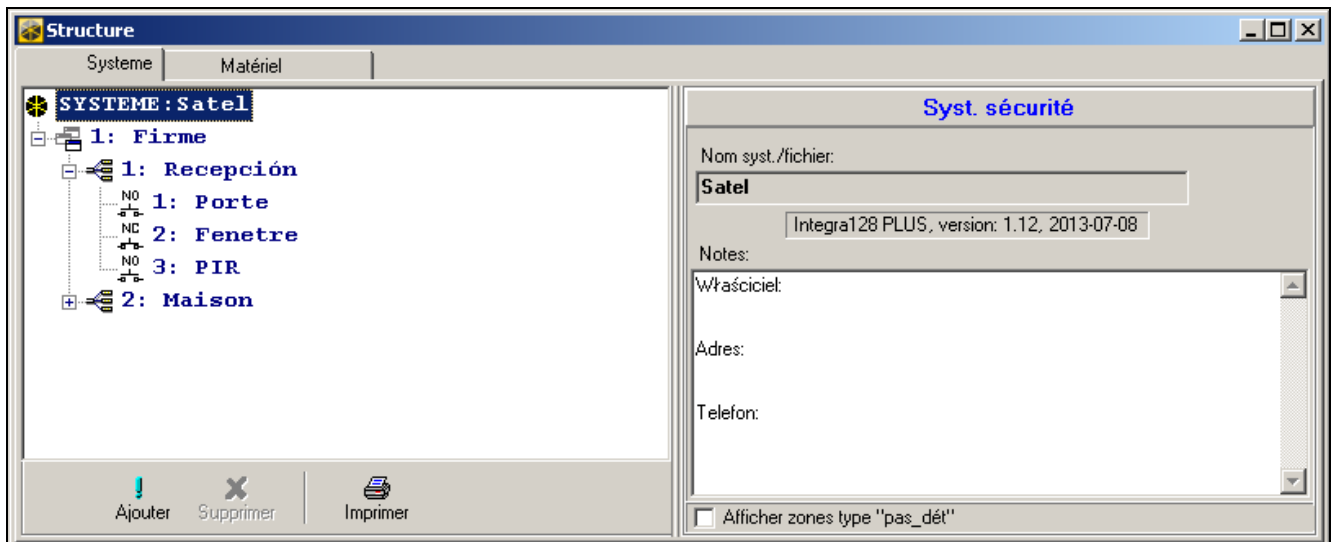 Structure
Systeme Matériel
SYSTEME:Satel
1: Firme
1: Recepción
NO 1: Porte
NC 2: Fenetre
NO 3: PIR
2: Maison
Ajouter Supprimer Imprimer
Syst. sécurité
Nom syst./fichier:
Satel
Integra128 PLUS, version: 1.12, 2013-07-08
Notes:
Właściciel:
Adres:
Telefon:
Afficher zones type "pas_dét"